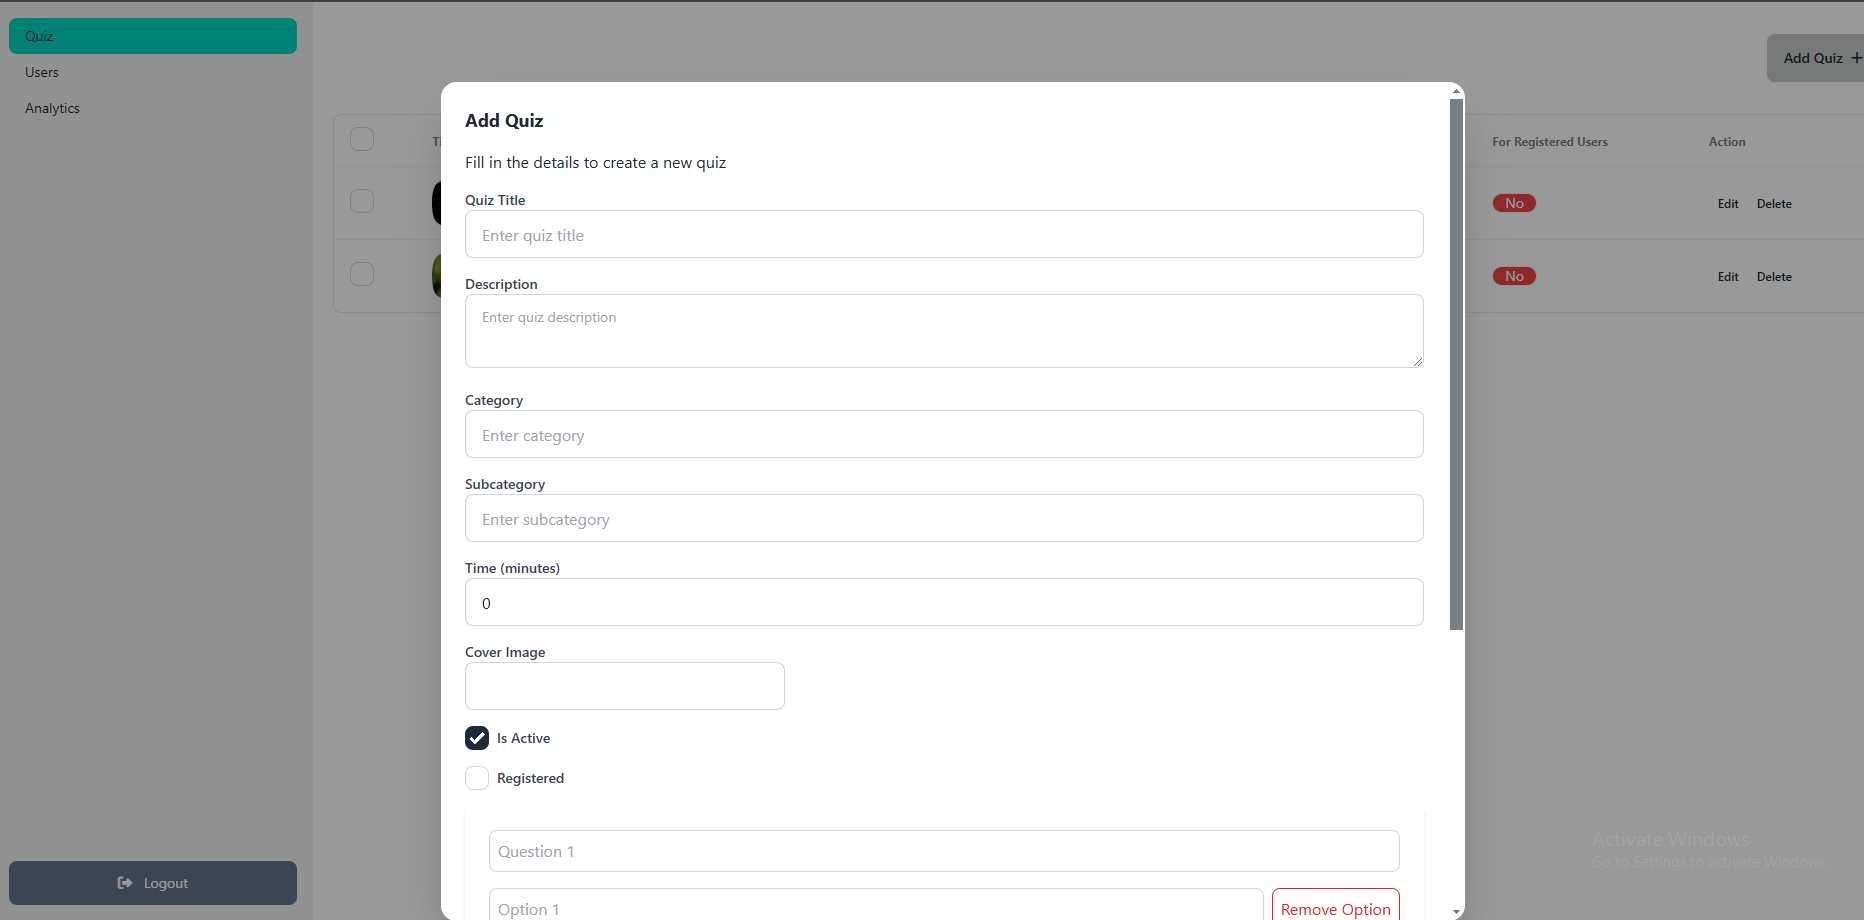 Quiz
Users
Analytics
Logout
Add Quiz
For Registered Users
Action
No
Edit
Delete
No
Edit
Delete
Add Quiz
Fill in the details to create a new quiz
Quiz Title
Enter quiz title
Description
Enter quiz description
Category
Enter category
Subcategory
Enter subcategory
Time (minutes)
0
Cover Image
Is Active
Registered
Question 1
Option 1
Remove Option
Activate Windows
Go to Settings to activate Windows.